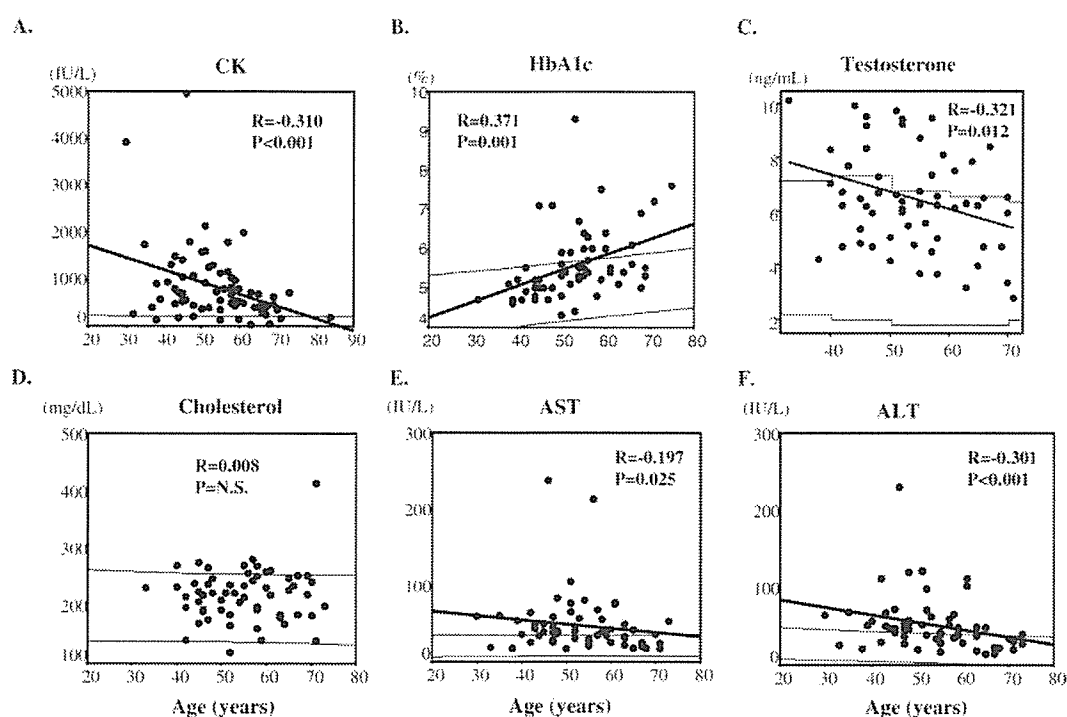 A.
CK
(IU/L)
5000
4000
3000
2000
1000
0
R=-0.310
P<0.001
20 30 40 50 60 70 80 90
B.
HbA1c
(%)
10
9
8
7
6
5
4
R=0.371
P=0.001
20 30 40 50 60 70 80
C.
Testosterone
(ng/mL)
10
8
6
4
2
R=-0.321
P=0.012
40 50 60 70
D.
Cholesterol
(mg/dL)
500
400
300
200
100
R=0.008
P=N.S.
20 30 40 50 60 70 80
Age (years)
E.
AST
(IU/L)
300
200
100
0
R=-0.197
P=0.025
20 30 40 50 60 70 80
Age (years)
F.
ALT
(IU/L)
300
200
100
0
R=-0.301
P<0.001
20 30 40 50 60 70 80
Age (years)